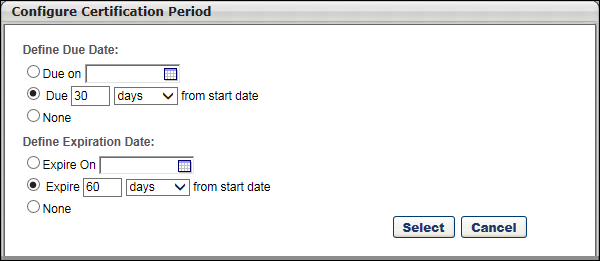 Configure Certification Period
Define Due Date:
Due on
Due 30 days from start date
None
Define Expiration Date:
Expire On
Expire 60 days from start date
None
Select Cancel